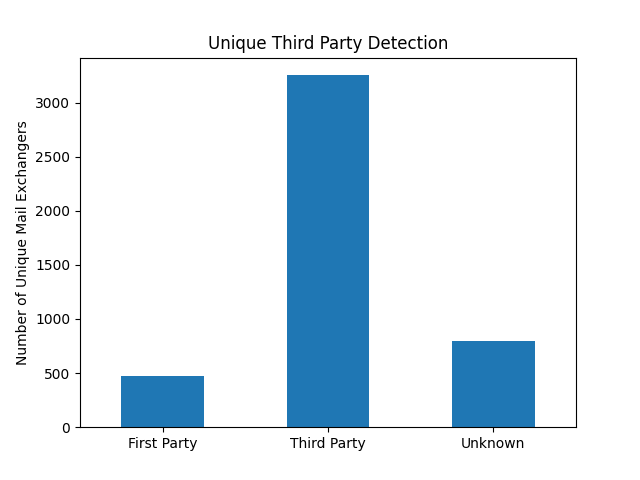 Unique Third Party Detection
Number of Unique Mail Exchangers
3000
2500
2000
1500
1000
500
0
First Party
Third Party
Unknown